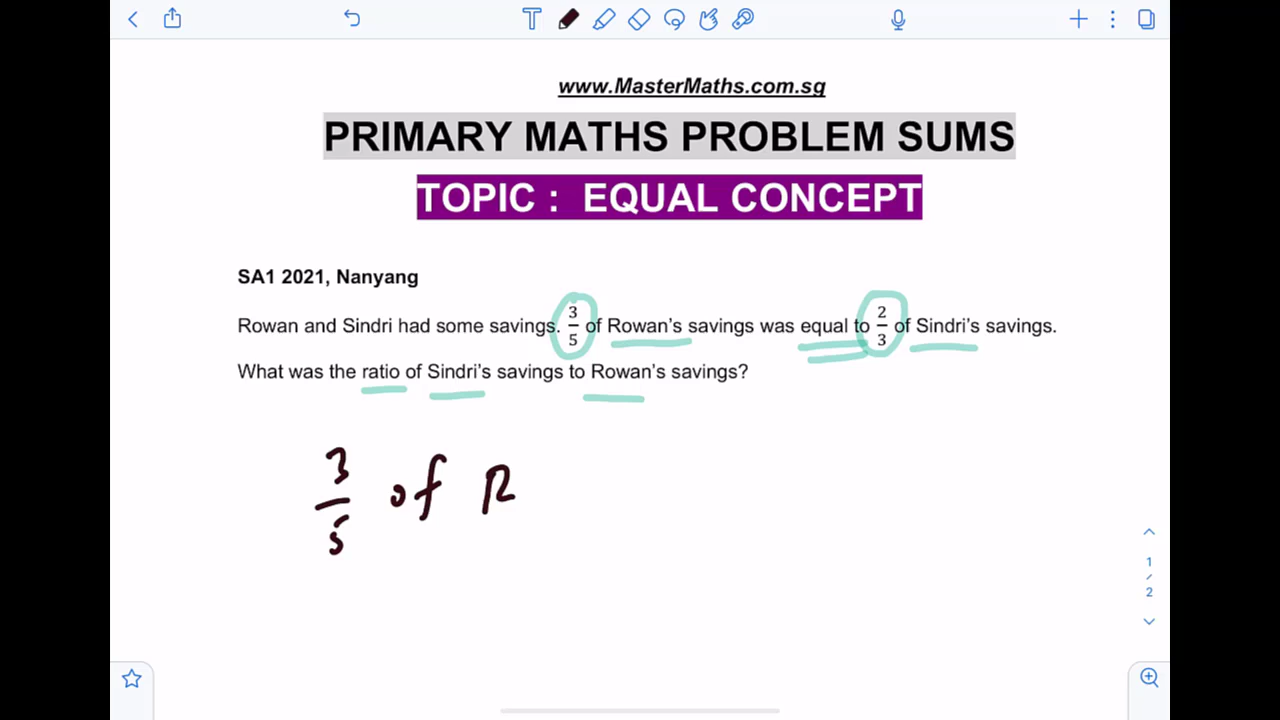 www.MasterMaths.com.sg
PRIMARY MATHS PROBLEM SUMS
TOPIC : EQUAL CONCEPT
SA1 2021, Nanyang
Rowan and Sindri had some savings. 3/5 of Rowan's savings was equal to 2/3 of Sindri's savings.
What was the ratio of Sindri's savings to Rowan's savings?
3/5 of R
1
/
2